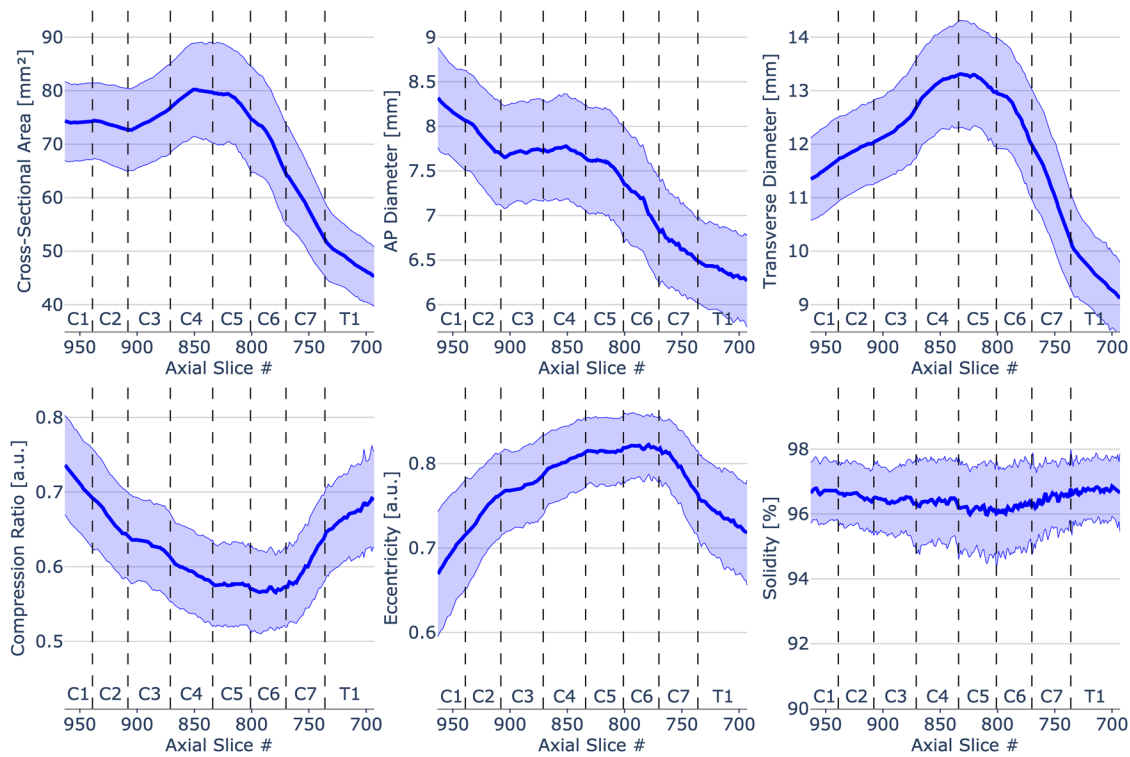 Cross-Sectional Area [mm²]
90
80
70
60
50
40
C1 C2 C3 C4 C5 C6 C7 T1
950 900 850 800 750 700
Axial Slice #
AP Diameter [mm]
9
8.5
8
7.5
7
6.5
6
C1 C2 C3 C4 C5 C6 C7 T1
950 900 850 800 750 700
Axial Slice #
Transverse Diameter [mm]
14
13
12
11
10
9
C1 C2 C3 C4 C5 C6 C7 T1
950 900 850 800 750 700
Axial Slice #
Compression Ratio [a.u.]
0.8
0.7
0.6
0.5
C1 C2 C3 C4 C5 C6 C7 T1
950 900 850 800 750 700
Axial Slice #
Eccentricity [a.u.]
0.8
0.7
0.6
C1 C2 C3 C4 C5 C6 C7 T1
950 900 850 800 750 700
Axial Slice #
Solidity [%]
98
96
94
92
90
C1 C2 C3 C4 C5 C6 C7 T1
950 900 850 800 750 700
Axial Slice #